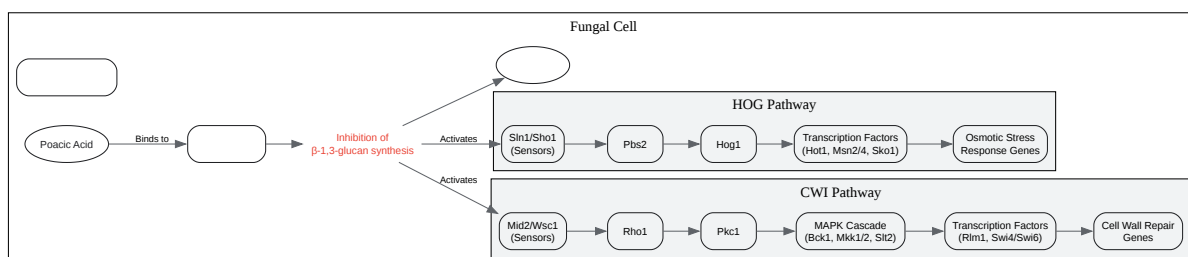 Fungal Cell
HOG Pathway
Poacic Acid
Binds to
Inhibition of
β-1,3-glucan synthesis
Activates
Sln1/Sho1
(Sensors)
Pbs2
Hog1
Transcription Factors
(Hot1, Msn2/4, Sko1)
Osmotic Stress
Response Genes
Activates
CWI Pathway
Mid2/Wsc1
(Sensors)
Rho1
Pkc1
MAPK Cascade
(Bck1, Mkk1/2, Slt2)
Transcription Factors
(Rlm1, Swi4/Swi6)
Cell Wall Repair
Genes